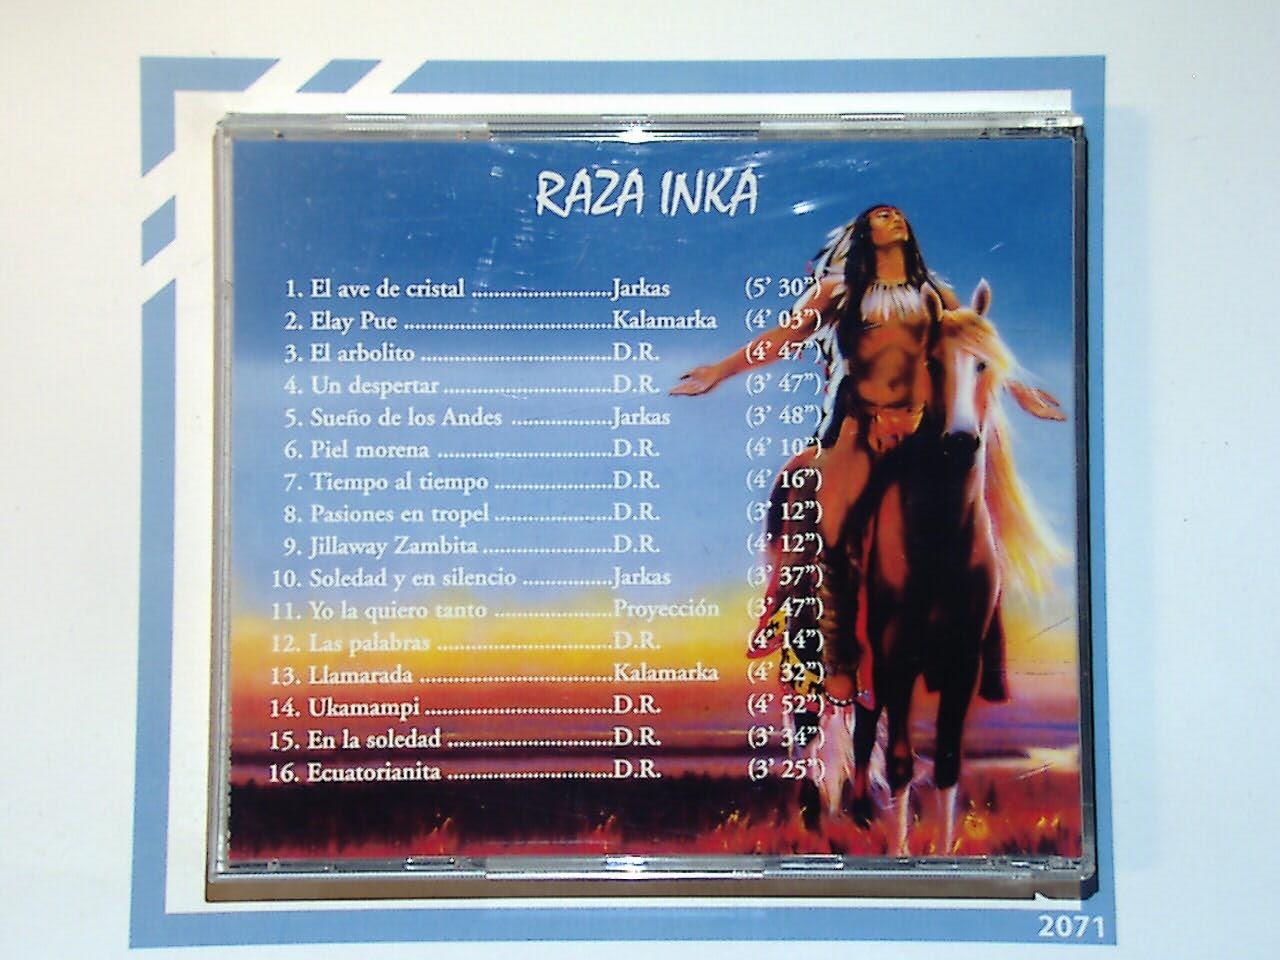 RAZA INKA
1. El ave de cristal ........................Jarkas (5' 30")
2. Elay Pue ....................................Kalamarka (4' 03")
3. El arbolito .................................D.R. (4' 47")
4. Un despertar .............................D.R. (3' 47")
5. Sueño de los Andes .................Jarkas (3' 48")
6. Piel morena ..............................D.R. (4' 10")
7. Tiempo al tiempo ....................D.R. (4' 16")
8. Pasiones en tropel ....................D.R. (3' 12")
9. Jillaway Zambita ......................D.R. (4' 12")
10. Soledad y en silencio ...............Jarkas (3' 37")
11. Yo la quiero tanto ....................Proyección (3' 47")
12. Las palabras ..............................D.R. (4' 14")
13. Llamarada .................................Kalamarka (4' 32")
14. Ukamampi ................................D.R. (4' 52")
15. En la soledad ............................D.R. (3' 34")
16. Ecuatorianita ............................D.R. (3' 25")
2071